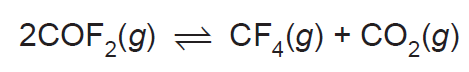 2COF₂(g) ⇌ CF₄(g) + CO₂(g)